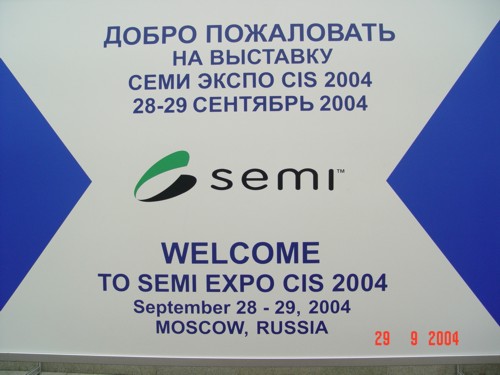 ДОБРО ПОЖАЛОВАТЬ
НА ВЫСТАВКУ
СЕМИ ЭКСПО CIS 2004
28-29 СЕНТЯБРЬ 2004
semi™
WELCOME
TO SEMI EXPO CIS 2004
September 28 - 29, 2004
MOSCOW, RUSSIA
29 9 2004